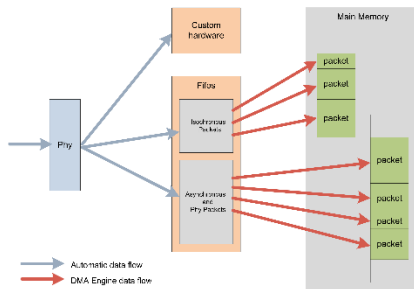 Custom
hardware
Main Memory
packet
packet
packet
Fifos
Isochronous
Packets
Phy
Asynchronous
and
Phy Packets
packet
packet
packet
packet
Automatic data flow
DMA Engine data flow